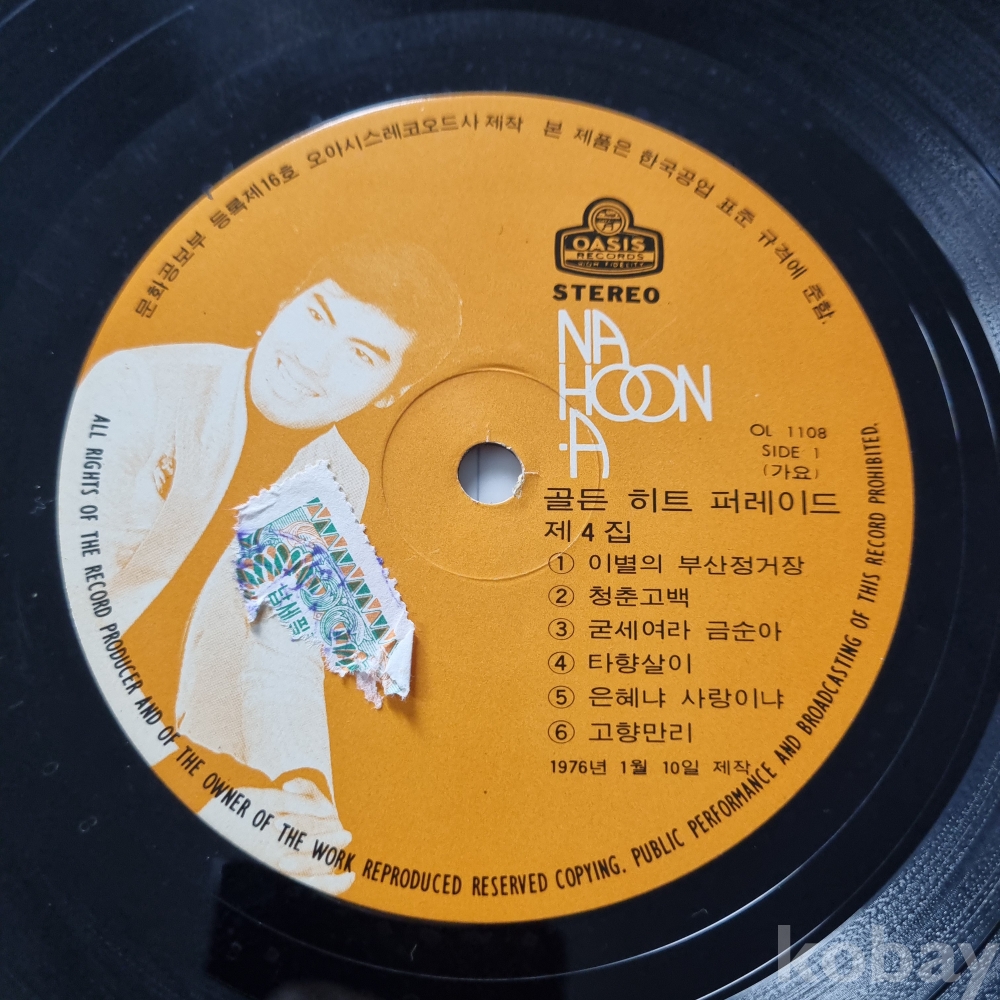 문화공보부 등록제16호 오아시스레코오드사 제작 본 제품은 한국공업 표준 규격에 준함.
OASIS
RECORDS
HIGH FIDELITY
STEREO
NA
HOON
A
OL 1108
SIDE 1
(가요)
골든 히트 퍼레이드
제 4 집
① 이별의 부산정거장
② 청춘고백
③ 굳세여라 금순아
④ 타향살이
⑤ 은혜냐 사랑이냐
⑥ 고향만리
1976년 1월 10일 제작
ALL RIGHTS OF THE RECORD PRODUCER AND OF THE OWNER OF THE WORK REPRODUCED RESERVED COPYING. PUBLIC PERFORMANCE AND BROADCASTING OF THIS RECORD PROHIBITED.
kobay